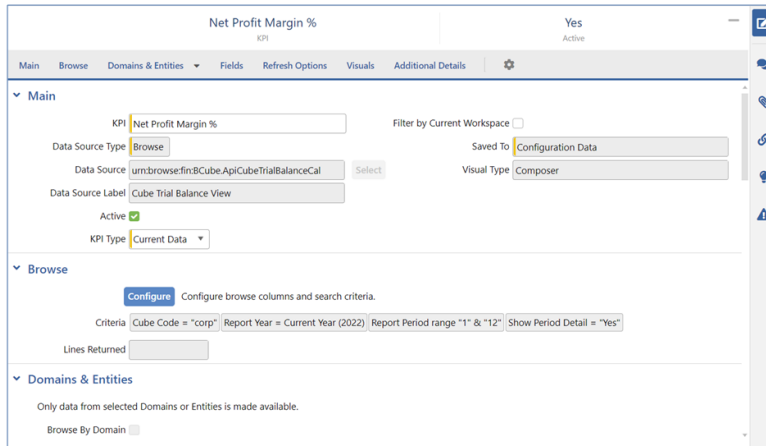 Net Profit Margin % Yes
KPI Active
Main Browse Domains & Entities Fields Refresh Options Visuals Additional Details
Main
KPI Net Profit Margin % Filter by Current Workspace
Data Source Type Browse Saved To Configuration Data
Data Source urn:browse:fin:BCube.ApiCubeTrialBalanceCal Select Visual Type Composer
Data Source Label Cube Trial Balance View
Active
KPI Type Current Data
Browse
Configure Configure browse columns and search criteria.
Criteria Cube Code = "corp" Report Year = Current Year (2022) Report Period range "1" & "12" Show Period Detail = "Yes"
Lines Returned
Domains & Entities
Only data from selected Domains or Entities is made available.
Browse By Domain